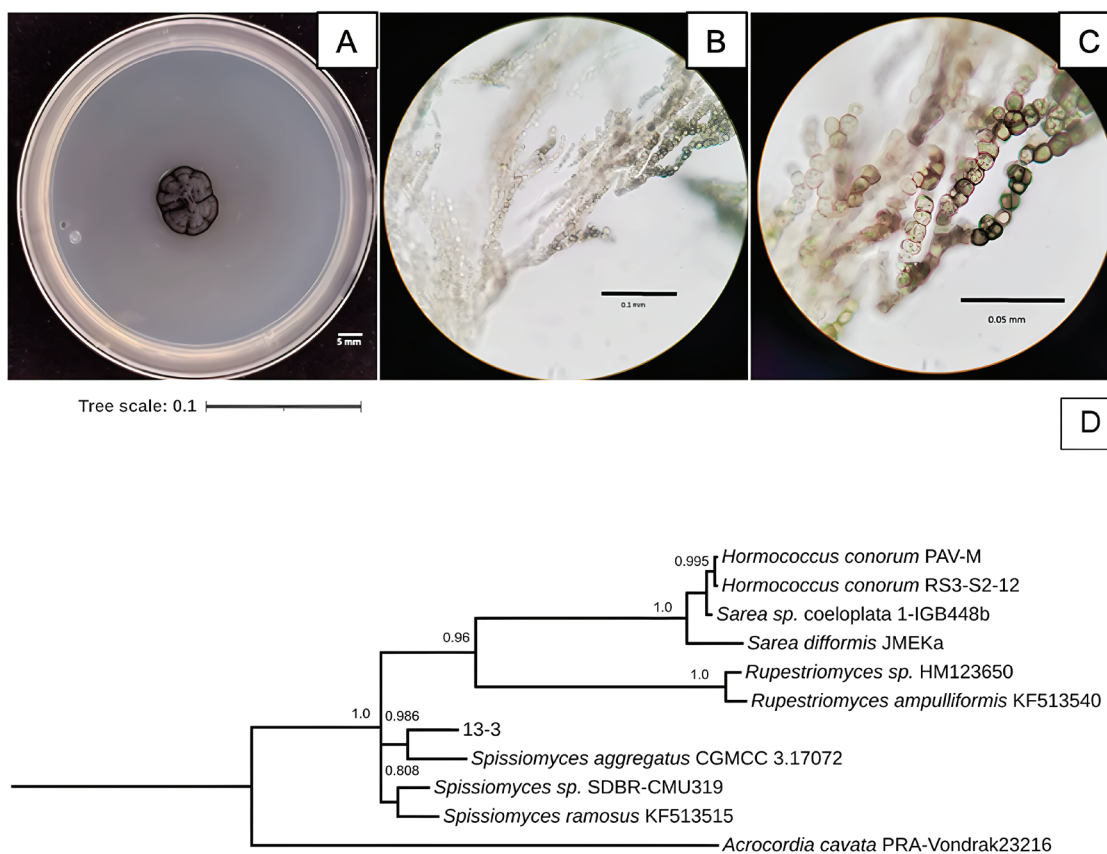 A
B
C
5 mm
0.1 mm
0.05 mm
Tree scale: 0.1
D
0.995
Hormococcus conorum PAV-M
Hormococcus conorum RS3-S2-12
1.0
Sarea sp. coeloplata 1-IGB448b
0.96
Sarea difformis JMEKa
1.0
Rupestriomyces sp. HM123650
Rupestriomyces ampulliformis KF513540
1.0
0.986
13-3
Spissiomyces aggregatus CGMCC 3.17072
0.808
Spissiomyces sp. SDBR-CMU319
Spissiomyces ramosus KF513515
Acrocordia cavata PRA-Vondrak23216